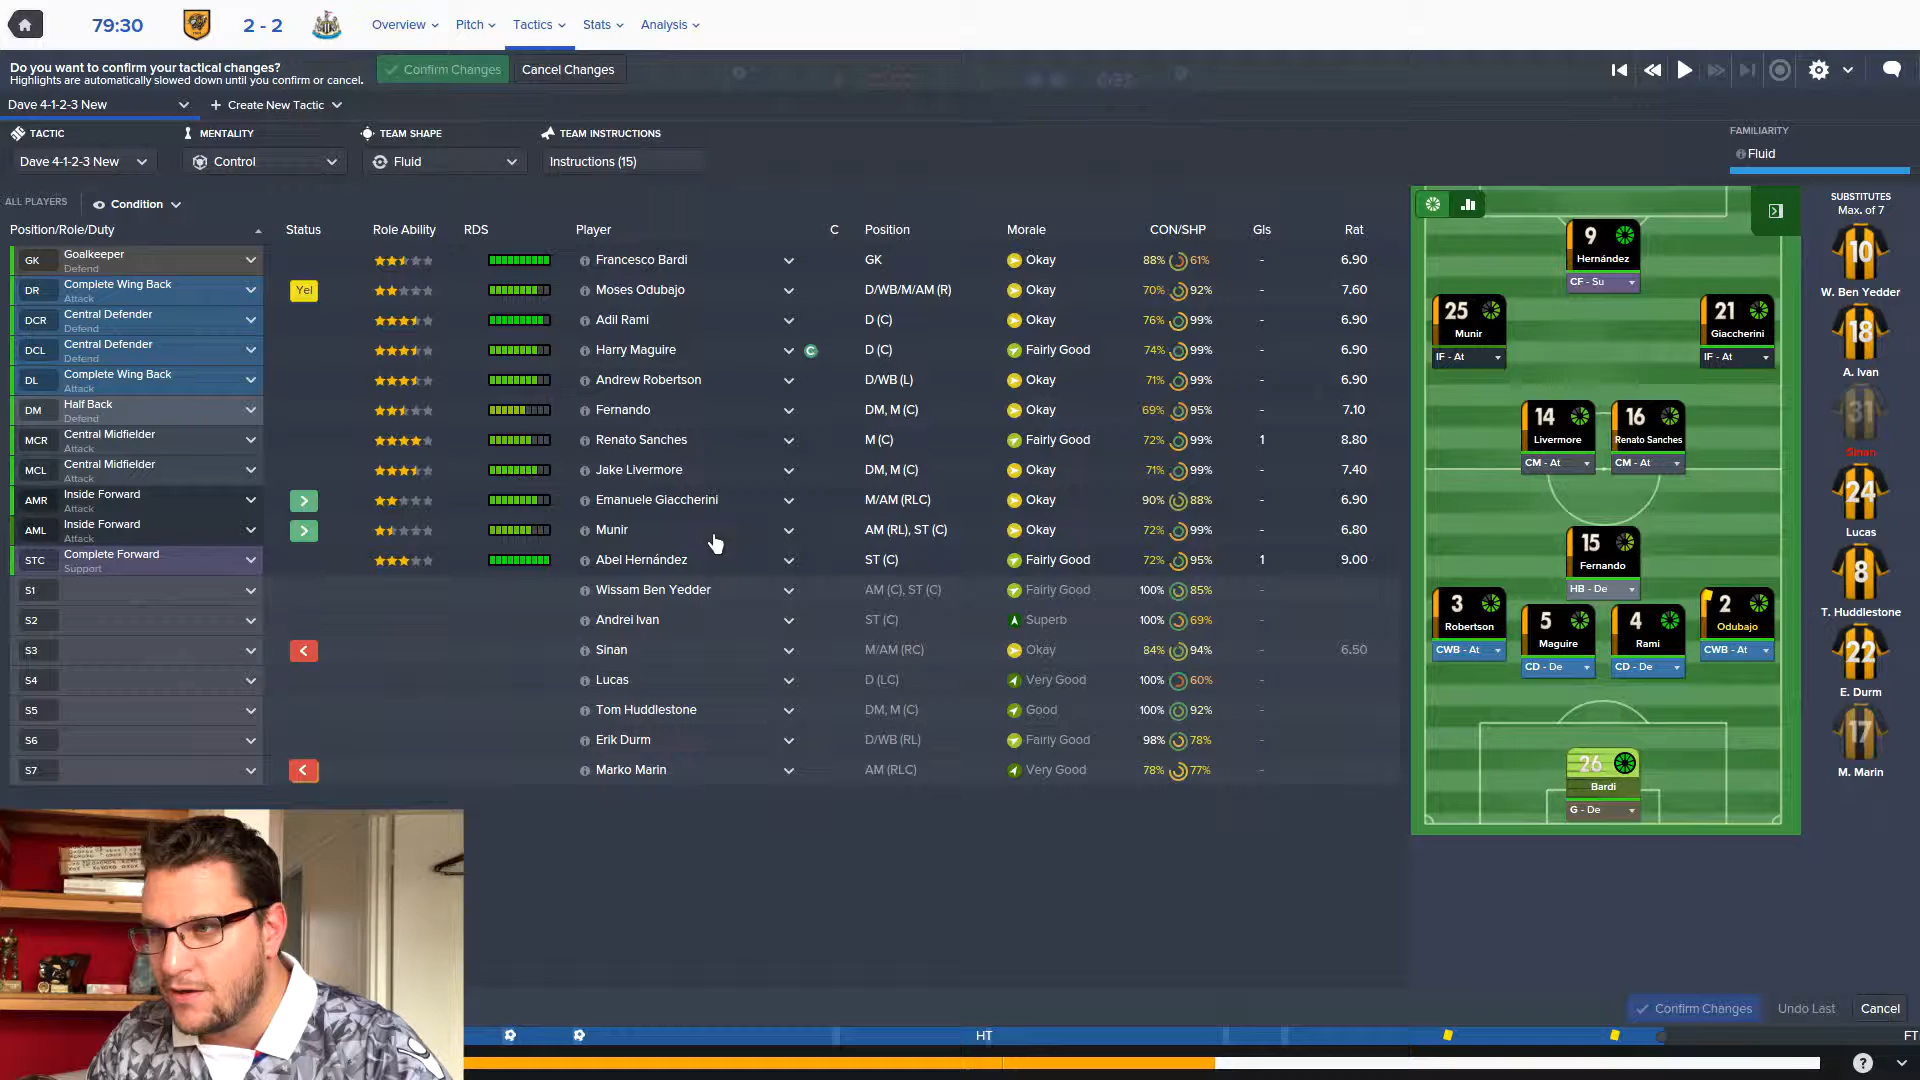 79:30 2 - 2 Overview Pitch Tactics Stats Analysis
Do you want to confirm your tactical changes?
Highlights are automatically slowed down until you confirm or cancel.
Confirm Changes Cancel Changes
Dave 4-1-2-3 New + Create New Tactic
TACTIC MENTALITY TEAM SHAPE TEAM INSTRUCTIONS FAMILIARITY
Dave 4-1-2-3 New Control Fluid Instructions (15) Fluid
ALL PLAYERS Condition
Position/Role/Duty Status Role Ability RDS Player C Position Morale CON/SHP Gls Rat
GK Goalkeeper Defend Francesco Bardi GK Okay 88% 61% - 6.90
DR Complete Wing Back Attack Yel Moses Odubajo D/WB/M/AM (R) Okay 70% 92% - 7.60
DCR Central Defender Defend Adil Rami D (C) Okay 76% 99% - 6.90
DCL Central Defender Defend Harry Maguire C D (C) Fairly Good 74% 99% - 6.90
DL Complete Wing Back Attack Andrew Robertson D/WB (L) Okay 71% 99% - 6.90
DM Half Back Defend Fernando DM, M (C) Okay 69% 95% - 7.10
MCR Central Midfielder Attack Renato Sanches M (C) Fairly Good 72% 99% 1 8.80
MCL Central Midfielder Attack Jake Livermore DM, M (C) Okay 71% 99% - 7.40
AMR Inside Forward Attack Emanuele Giaccherini M/AM (RLC) Okay 90% 88% - 6.90
AML Inside Forward Attack Munir AM (RL), ST (C) Okay 72% 99% - 6.80
STC Complete Forward Support Abel Hernández ST (C) Fairly Good 72% 95% 1 9.00
S1 Wissam Ben Yedder AM (C), ST (C) Fairly Good 100% 85% -
S2 Andrei Ivan ST (C) Superb 100% 69% -
S3 Sinan M/AM (RC) Okay 84% 94% - 6.50
S4 Lucas D (LC) Very Good 100% 60% -
S5 Tom Huddlestone DM, M (C) Good 100% 92% -
S6 Erik Durm D/WB (RL) Fairly Good 98% 78% -
S7 Marko Marin AM (RLC) Very Good 78% 77% -
9
Hernández
CF - Su
25 21
Munir Giaccherini
IF - At IF - At
14 16
Livermore Renato Sanches
CM - At CM - At
15
Fernando
HB - De
3 5 4 2
Robertson Maguire Rami Odubajo
CWB - At CD - De CD - De CWB - At
26
Bardi
G - De
SUBSTITUTES
Max. of 7
10
W. Ben Yedder
18
A. Ivan
31
Sinan
24
Lucas
8
T. Huddlestone
22
E. Durm
17
M. Marin
Confirm Changes Undo Last Cancel
HT FT
?